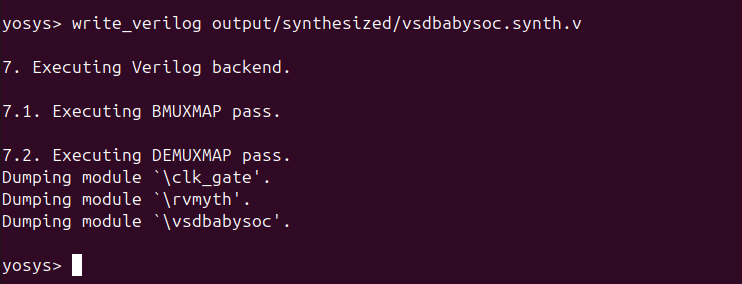 yosys> write_verilog output/synthesized/vsdbabysoc.synth.v
7. Executing Verilog backend.
7.1. Executing BMUXMAP pass.
7.2. Executing DEMUXMAP pass.
Dumping module `\clk_gate'.
Dumping module `\rvmyth'.
Dumping module `\vsdbabysoc'.
yosys>